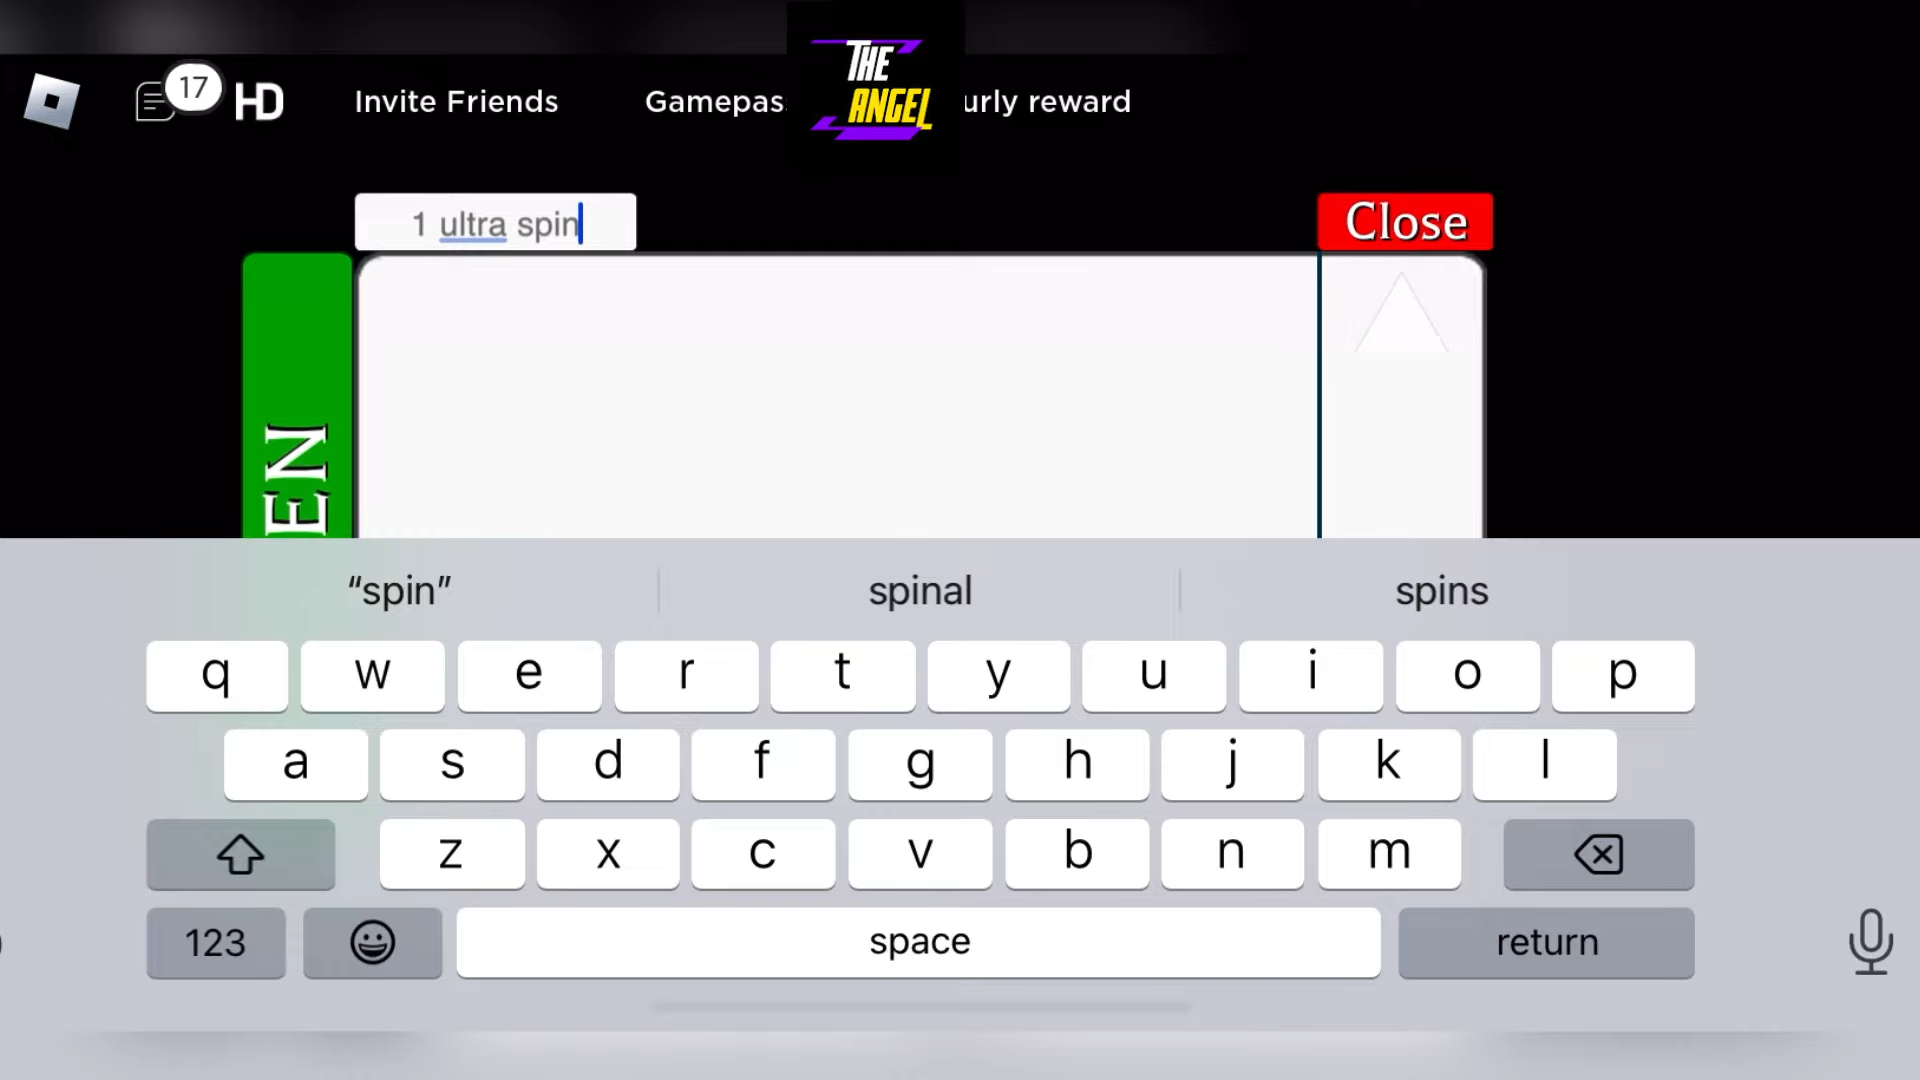 17
HD
Invite Friends
Gamepas
THE
ANGEL
urly reward
1 ultra spin
Close
EN
“spin”
spinal
spins
q w e r t y u i o p
a s d f g h j k l
z x c v b n m
123
space
return